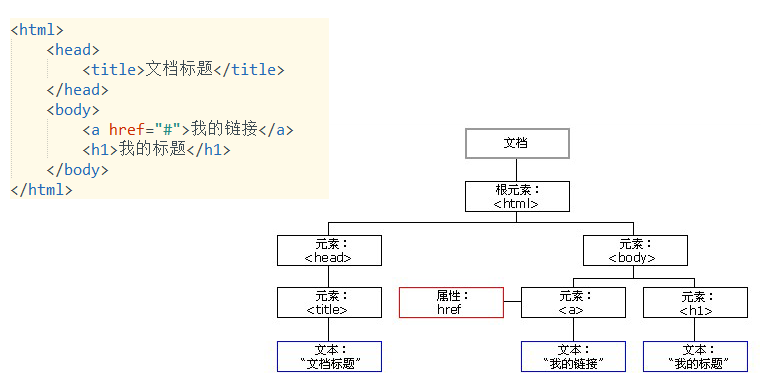 <html>
<head>
<title>文档标题</title>
</head>
<body>
<a href="#">我的链接</a>
<h1>我的标题</h1>
</body>
</html>
文档
根元素：
<html>
元素：
<head>
元素：
<body>
元素：
<title>
属性：
href
元素：
<a>
元素：
<h1>
文本：
“文档标题”
文本：
“我的链接”
文本：
“我的标题”